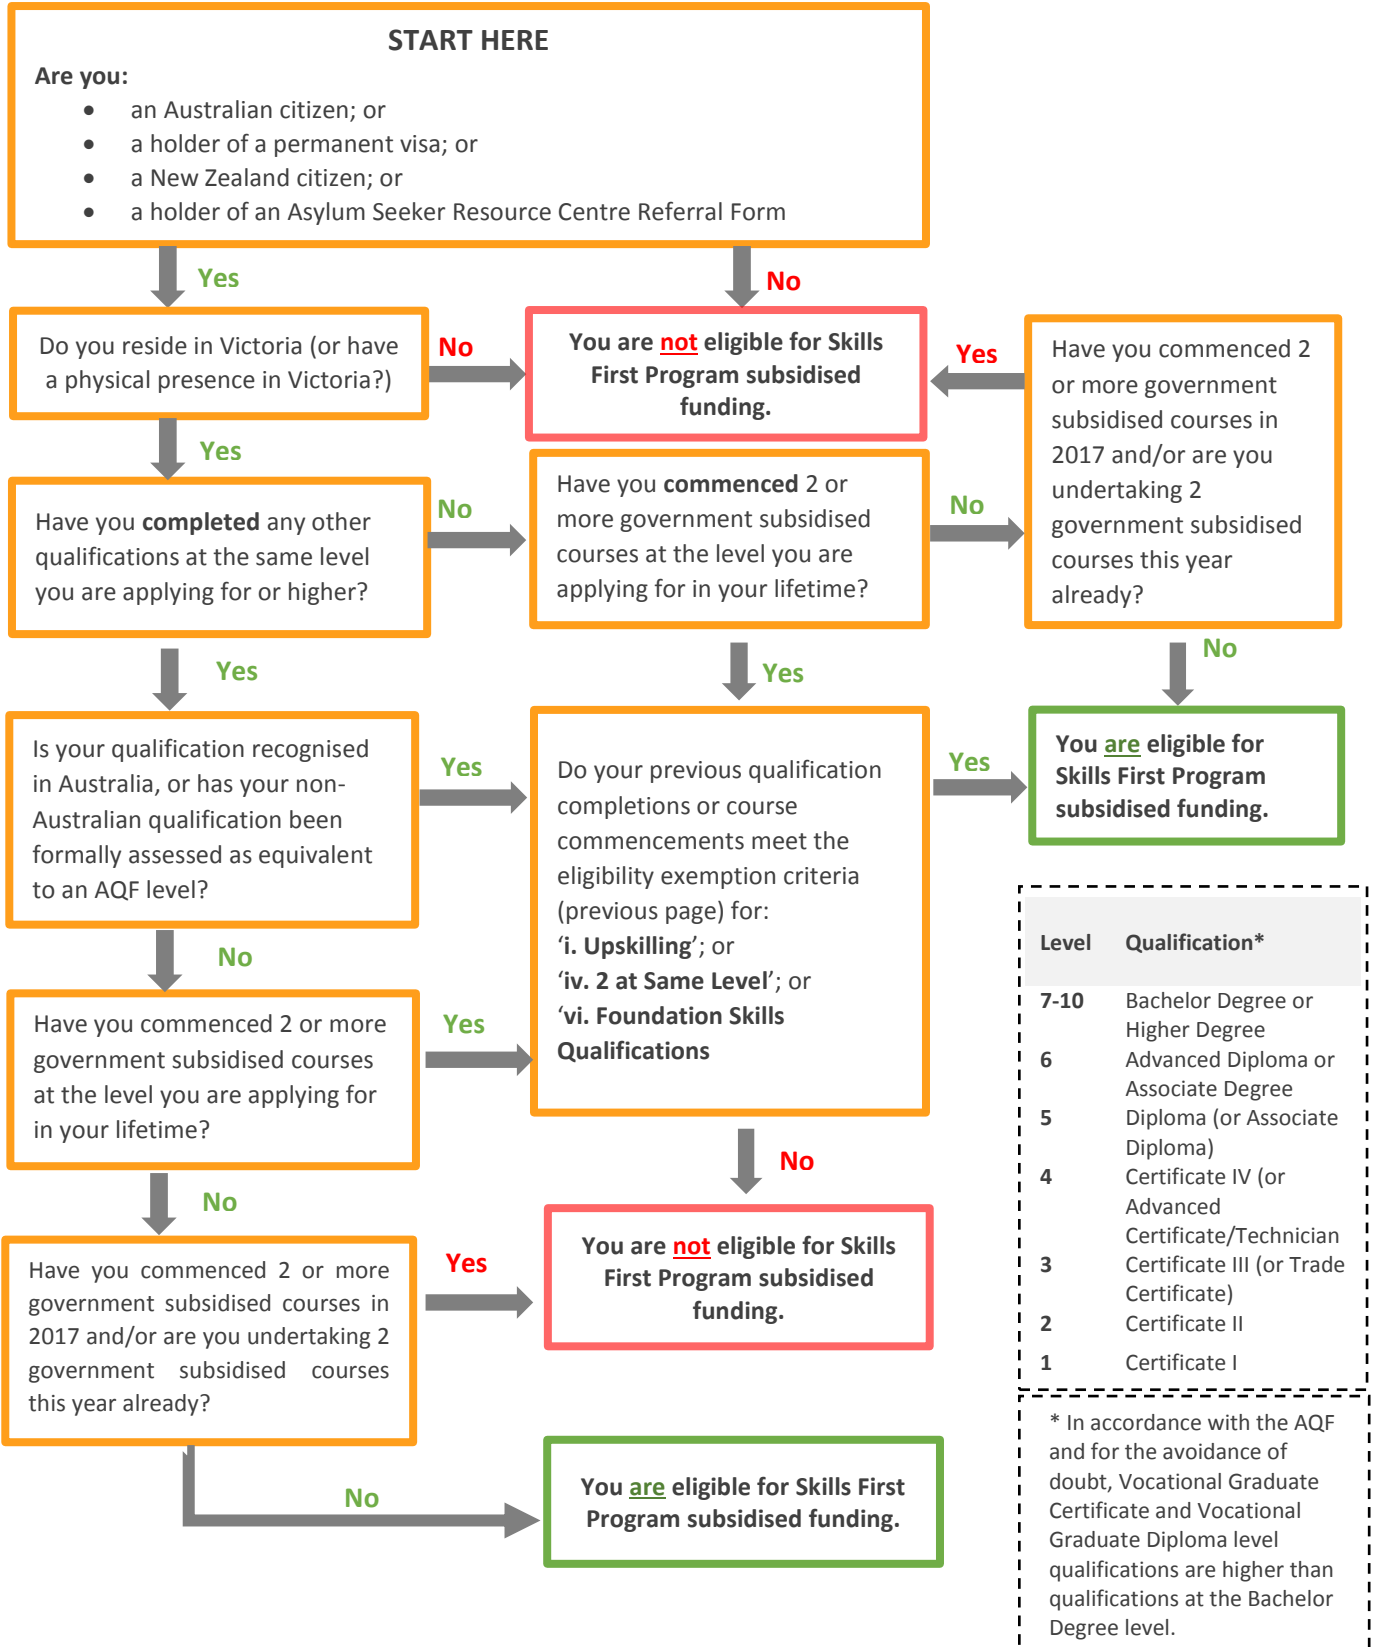 START HERE
Are you:
• an Australian citizen; or
• a holder of a permanent visa; or
• a New Zealand citizen; or
• a holder of an Asylum Seeker Resource Centre Referral Form
Yes
No
Do you reside in Victoria (or have
a physical presence in Victoria?)
No
You are not eligible for Skills
First Program subsidised
funding.
Yes
Have you commenced 2
or more government
subsidised courses in
2017 and/or are you
undertaking 2
government subsidised
courses this year
already?
Yes
Have you completed any other
qualifications at the same level
you are applying for or higher?
No
Have you commenced 2 or
more government subsidised
courses at the level you are
applying for in your lifetime?
No
Yes
Yes
No
Is your qualification recognised
in Australia, or has your non-
Australian qualification been
formally assessed as equivalent
to an AQF level?
Yes
Do your previous qualification
completions or course
commencements meet the
eligibility exemption criteria
(previous page) for:
‘i. Upskilling’; or
‘iv. 2 at Same Level’; or
‘vi. Foundation Skills
Qualifications
Yes
You are eligible for
Skills First Program
subsidised funding.
No
Have you commenced 2 or more
government subsidised courses
at the level you are applying for
in your lifetime?
Yes
No
No
Have you commenced 2 or more
government subsidised courses in
2017 and/or are you undertaking 2
government subsidised courses
this year already?
Yes
You are not eligible for Skills
First Program subsidised
funding.
No
You are eligible for Skills First
Program subsidised funding.
Level Qualification*
7-10 Bachelor Degree or
Higher Degree
6 Advanced Diploma or
Associate Degree
5 Diploma (or Associate
Diploma)
4 Certificate IV (or
Advanced
Certificate/Technician
3 Certificate III (or Trade
Certificate)
2 Certificate II
1 Certificate I
* In accordance with the AQF
and for the avoidance of
doubt, Vocational Graduate
Certificate and Vocational
Graduate Diploma level
qualifications are higher than
qualifications at the Bachelor
Degree level.